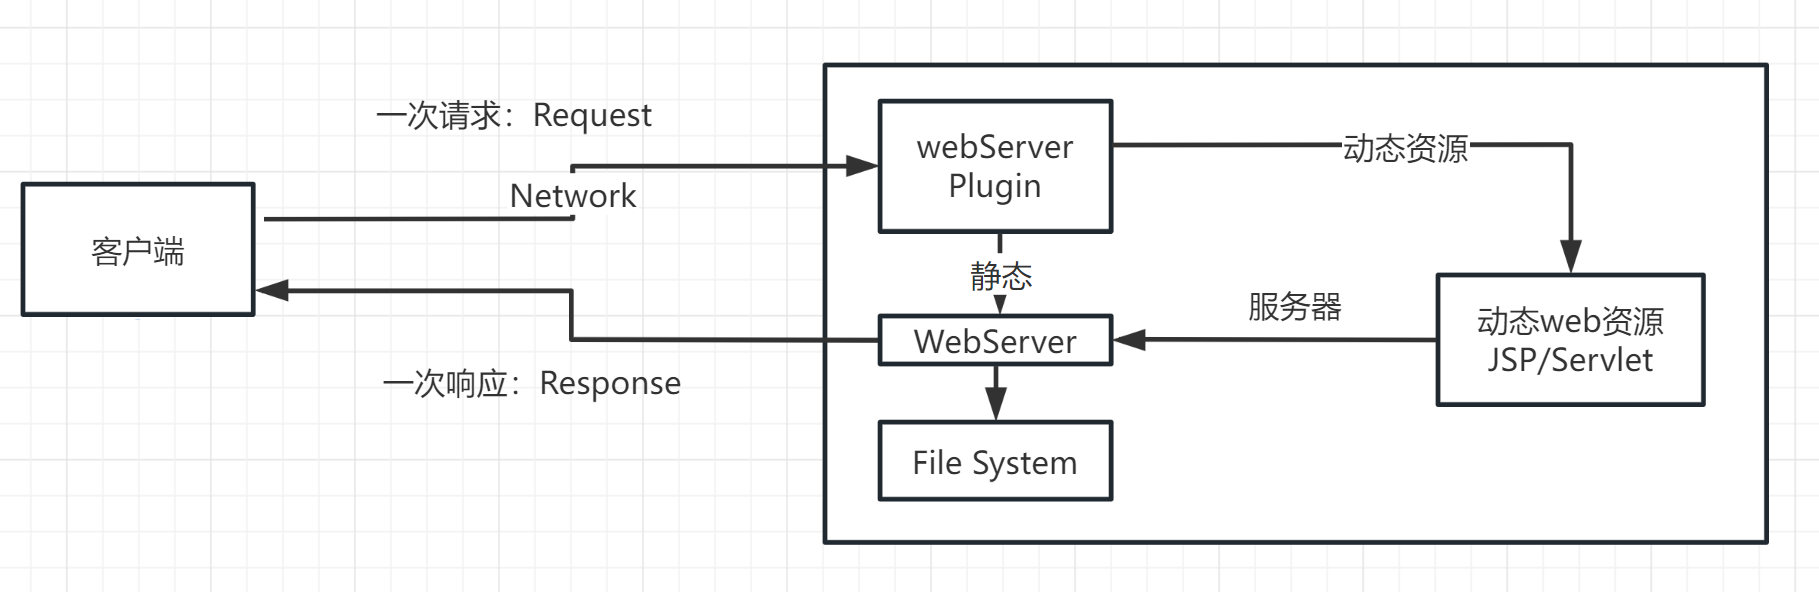 一次请求：Request
webServer
Plugin
动态资源
Network
客户端
静态
服务器
动态web资源
JSP/Servlet
WebServer
一次响应：Response
File System